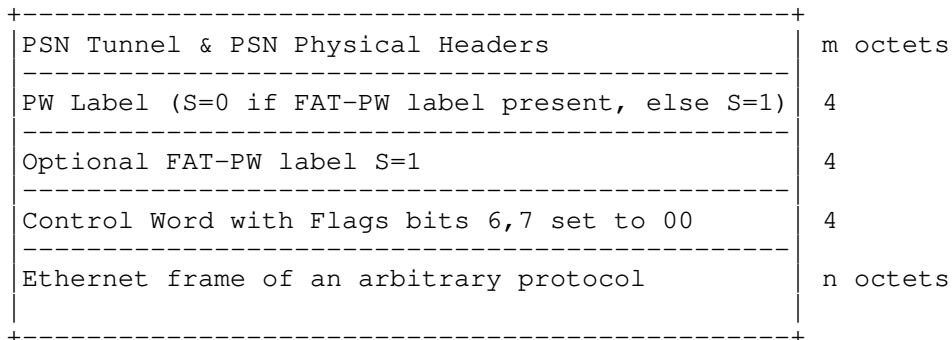 PSN Tunnel & PSN Physical Headers m octets
PW Label (S=0 if FAT-PW label present, else S=1) 4
Optional FAT-PW label S=1 4
Control Word with Flags bits 6,7 set to 00 4
Ethernet frame of an arbitrary protocol n octets